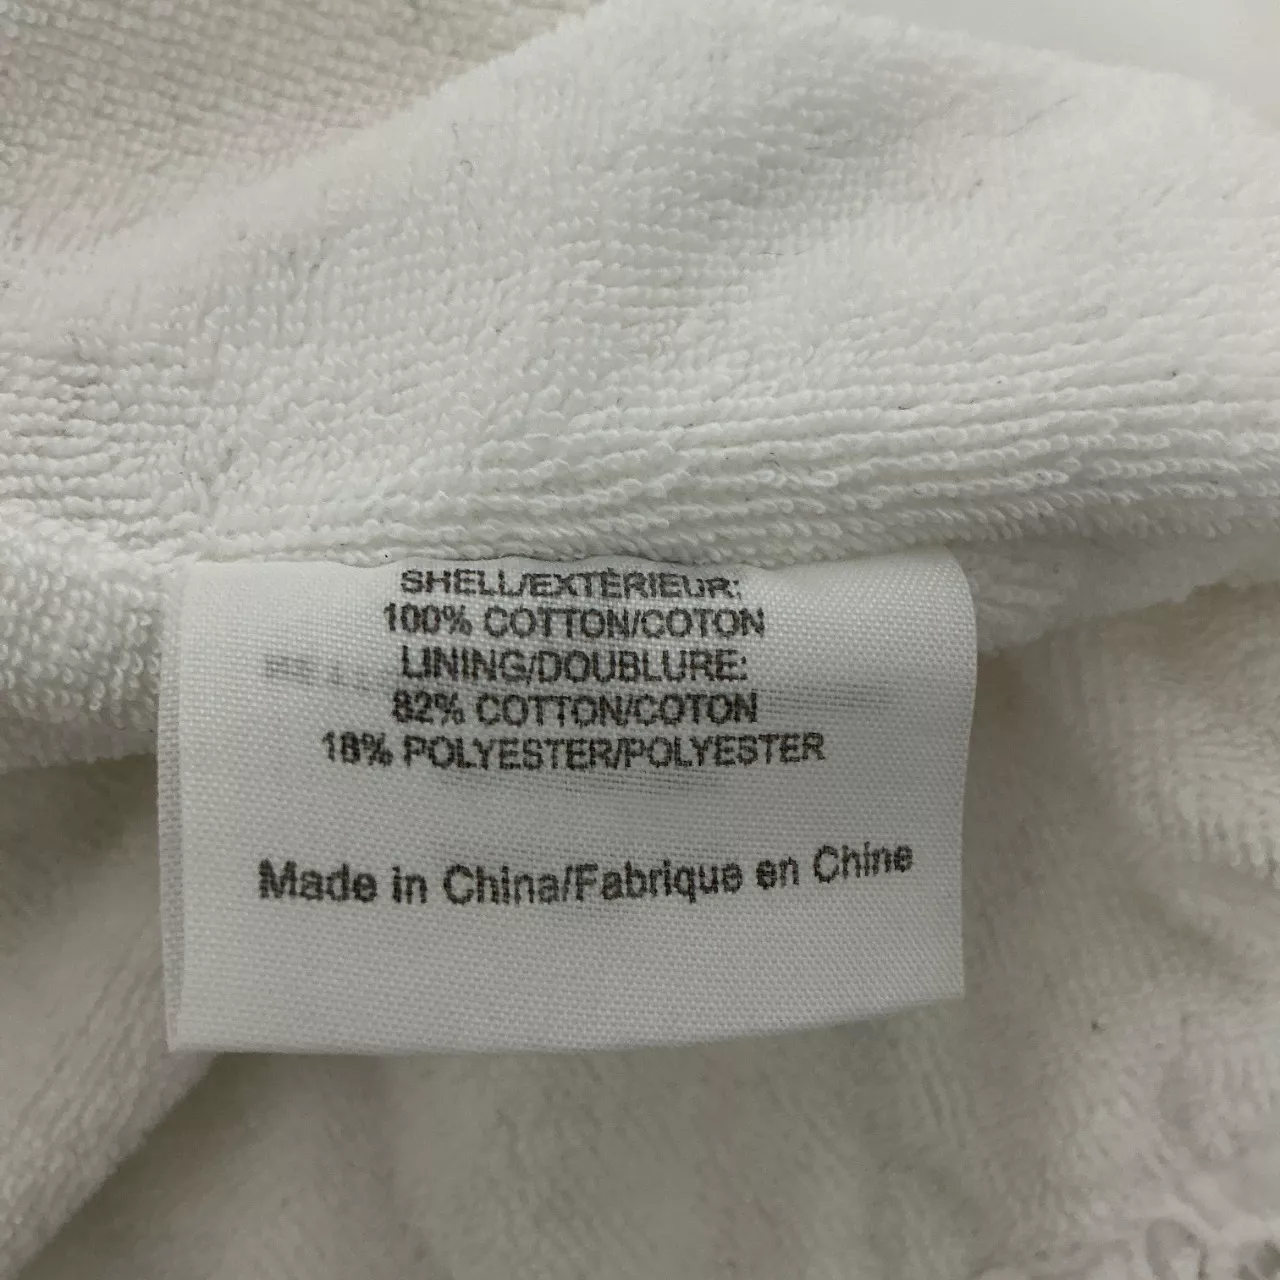 SHELL/EXTÉRIEUR:
100% COTTON/COTON
LINING/DOUBLURE:
82% COTTON/COTON
18% POLYESTER/POLYESTER
Made in China/Fabrique en Chine